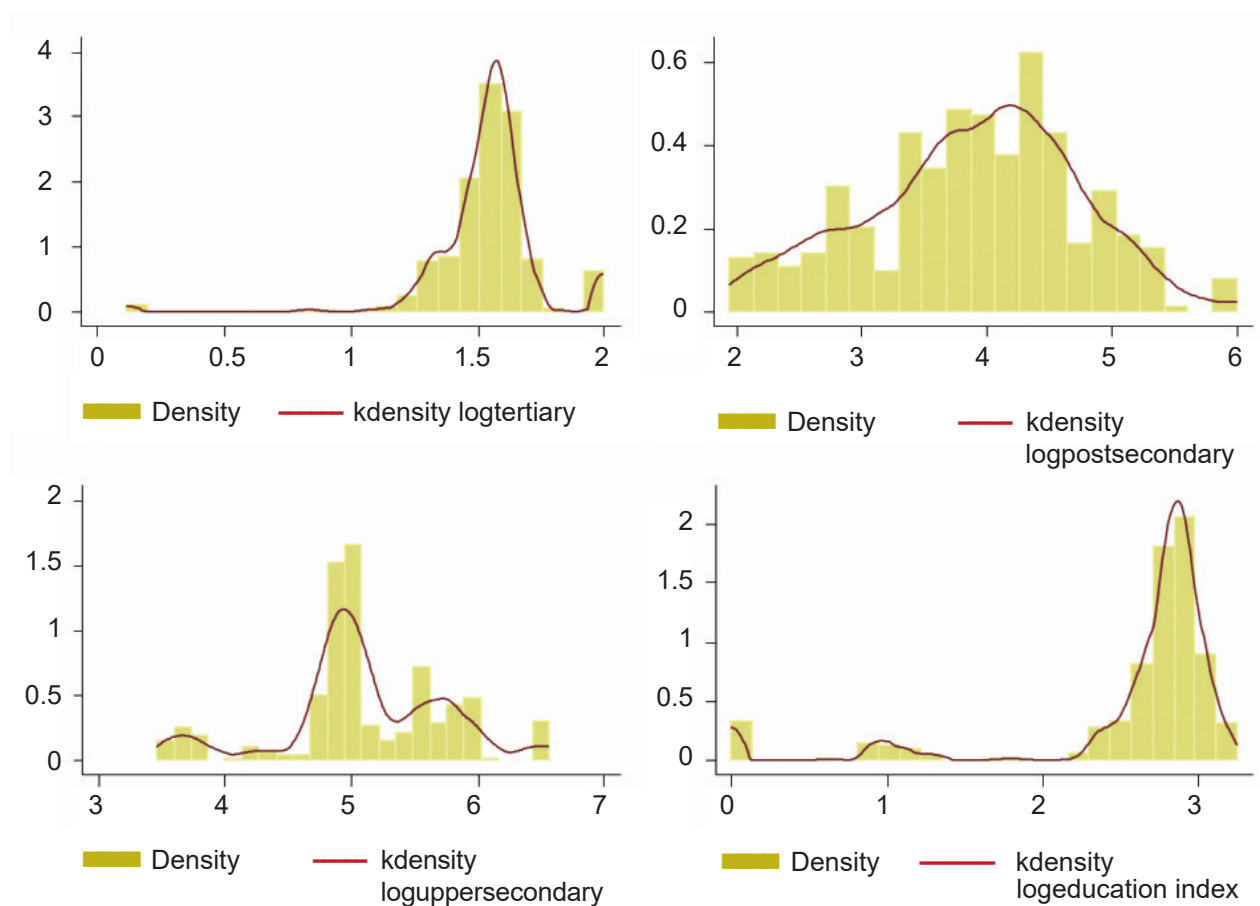 4
3
2
1
0
0 0.5 1 1.5 2
Density kdensity logtertiary
0.6
0.4
0.2
0
2 3 4 5 6
Density kdensity
logpostsecondary
2
1.5
1
0.5
0
3 4 5 6 7
Density kdensity
loguppersecondary
2
1.5
1
0.5
0
0 1 2 3
Density kdensity
logeducation index